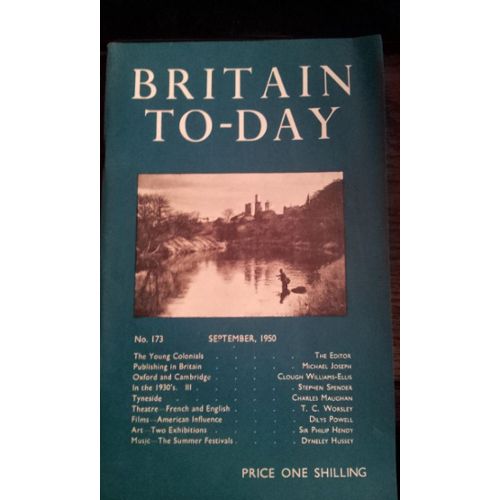 BRITAIN
TO-DAY
No. 173 SEPTEMBER, 1950
The Young Colonials . . . . . . . The Editor
Publishing in Britain . . . . . . Michael Joseph
Oxford and Cambridge . . . . Clough Williams-Ellis
In the 1930's. III . . . . . . Stephen Spender
Tyneside . . . . . . . Charles Maughan
Theatre—French and English . . . . . T. C. Worsley
Films—American Influence . . . . . Dilys Powell
Art—Two Exhibitions . . . . . Sir Philip Hendy
Music—The Summer Festivals . . . . . Dyneley Hussey
PRICE ONE SHILLING